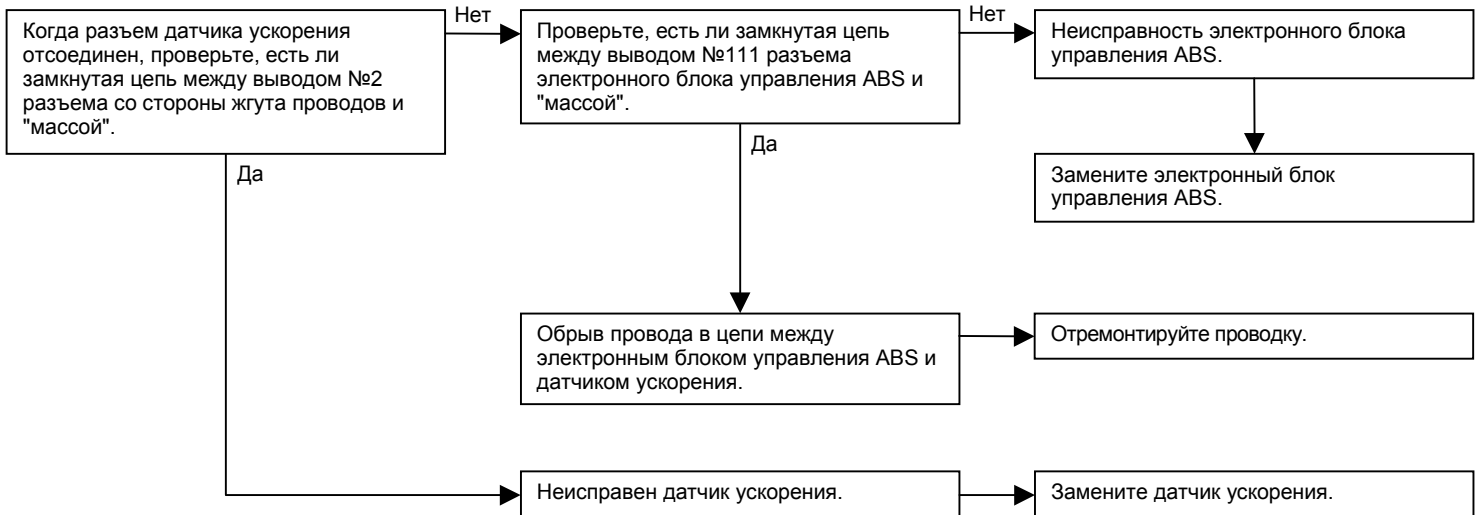 Когда разъем датчика ускорения
отсоединен, проверьте, есть ли
замкнутая цепь между выводом №2
разъема со стороны жгута проводов и
"массой".
Нет
Проверьте, есть ли замкнутая цепь
между выводом №111 разъема
электронного блока управления ABS и
"массой".
Нет
Неисправность электронного блока
управления ABS.
Да
Да
Замените электронный блок
управления ABS.
Обрыв провода в цепи между
электронным блоком управления ABS и
датчиком ускорения.
Отремонтируйте проводку.
Неисправен датчик ускорения.
Замените датчик ускорения.